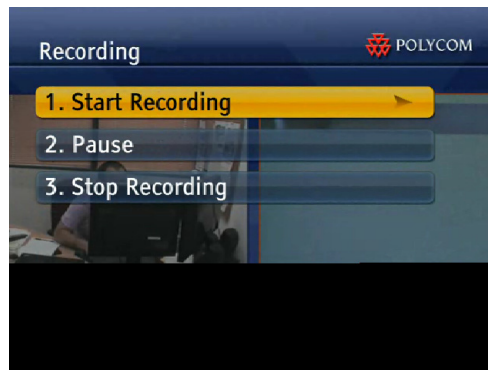 Recording
POLYCOM
1. Start Recording
2. Pause
3. Stop Recording